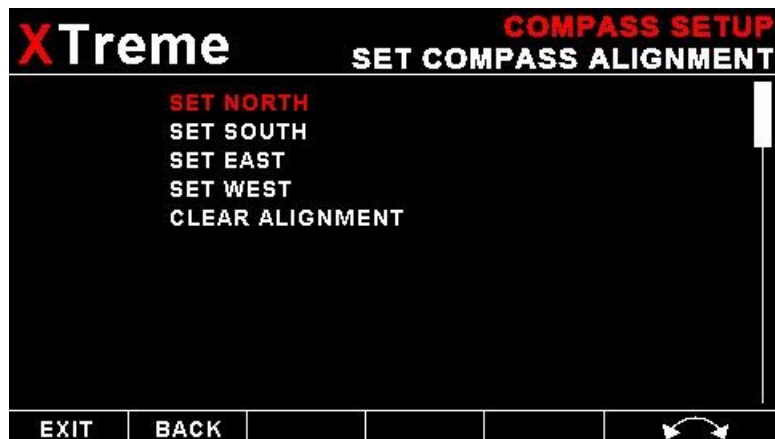 XTreme
COMPASS SETUP
SET COMPASS ALIGNMENT
SET NORTH
SET SOUTH
SET EAST
SET WEST
CLEAR ALIGNMENT
EXIT BACK